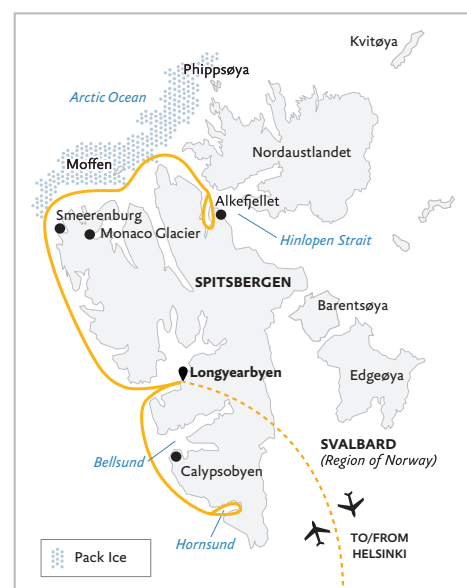 Kvitøya
Phippsøya
Arctic Ocean
Nordaustlandet
Moffen
Alkefjellet
Smeerenburg
Monaco Glacier
Hinlopen Strait
SPITSBERGEN
Barentsøya
Longyearbyen
Edgeøya
SVALBARD
(Region of Norway)
Bellsund
Calypsobyen
Hornsund
TO/FROM
HELSINKI
Pack Ice